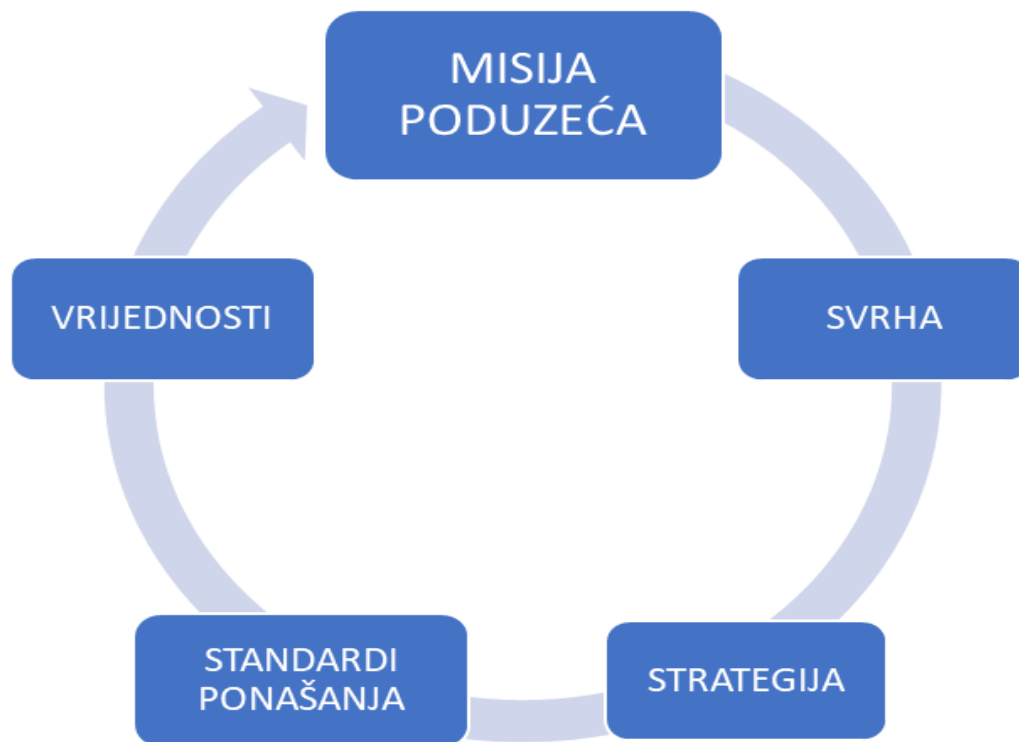 MISIJA
PODUZEĆA
VRIJEDNOSTI
SVRHA
STANDARDI
PONAŠANJA
STRATEGIJA